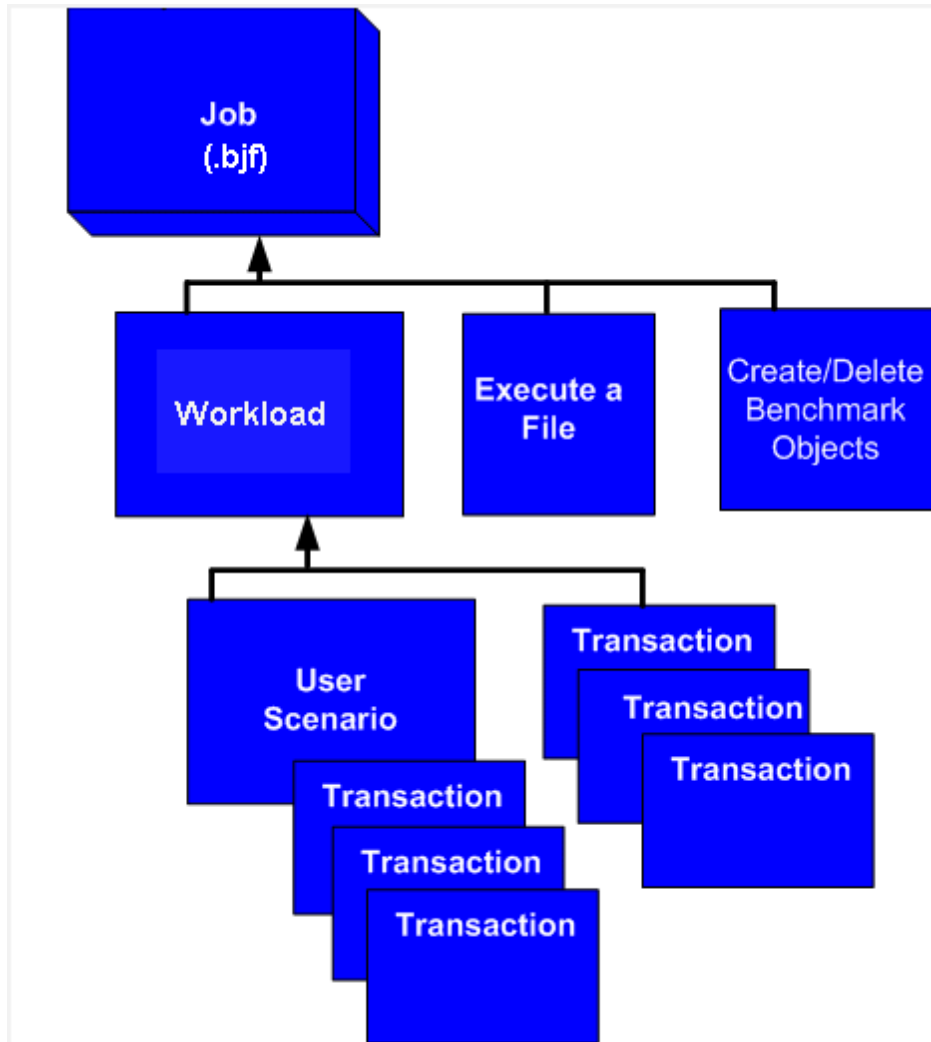 Job
(.bjf)
Workload
Execute a
File
Create/Delete
Benchmark
Objects
User
Scenario
Transaction
Transaction
Transaction
Transaction
Transaction
Transaction